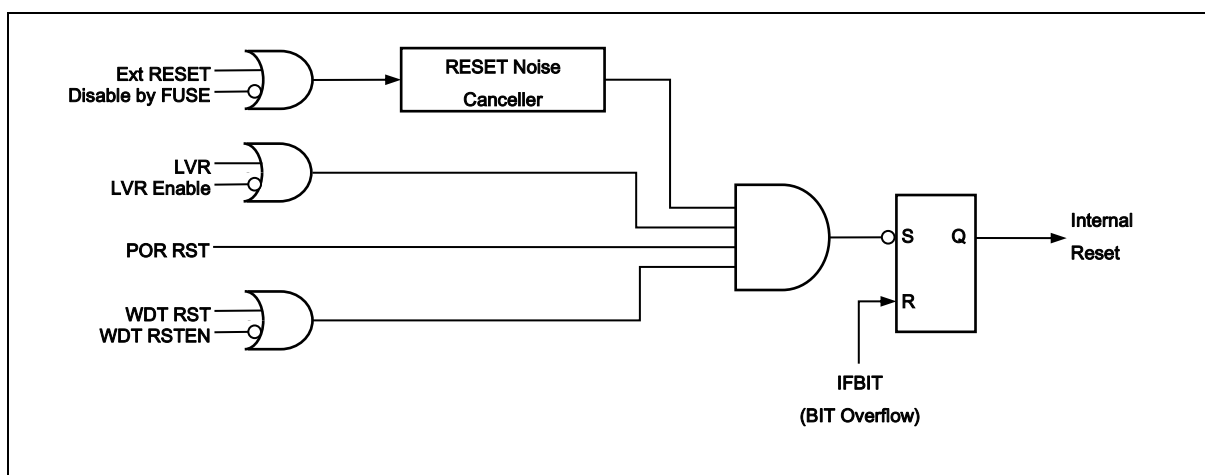 Ext RESET
Disable by FUSE
RESET Noise
Canceller
LVR
LVR Enable
POR RST
WDT RST
WDT RSTEN
S
Q
R
Internal
Reset
IFBIT
(BIT Overflow)